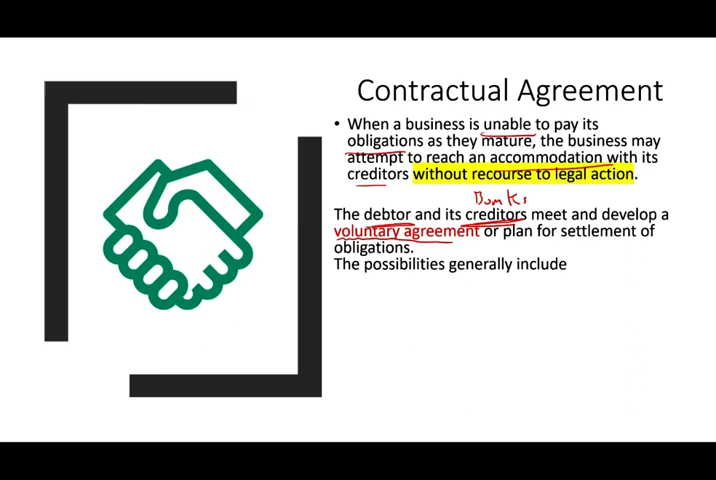 Contractual Agreement
• When a business is unable to pay its
obligations as they mature, the business may
attempt to reach an accommodation with its
creditors without recourse to legal action.
Banks
The debtor and its creditors meet and develop a
voluntary agreement or plan for settlement of
obligations.
The possibilities generally include